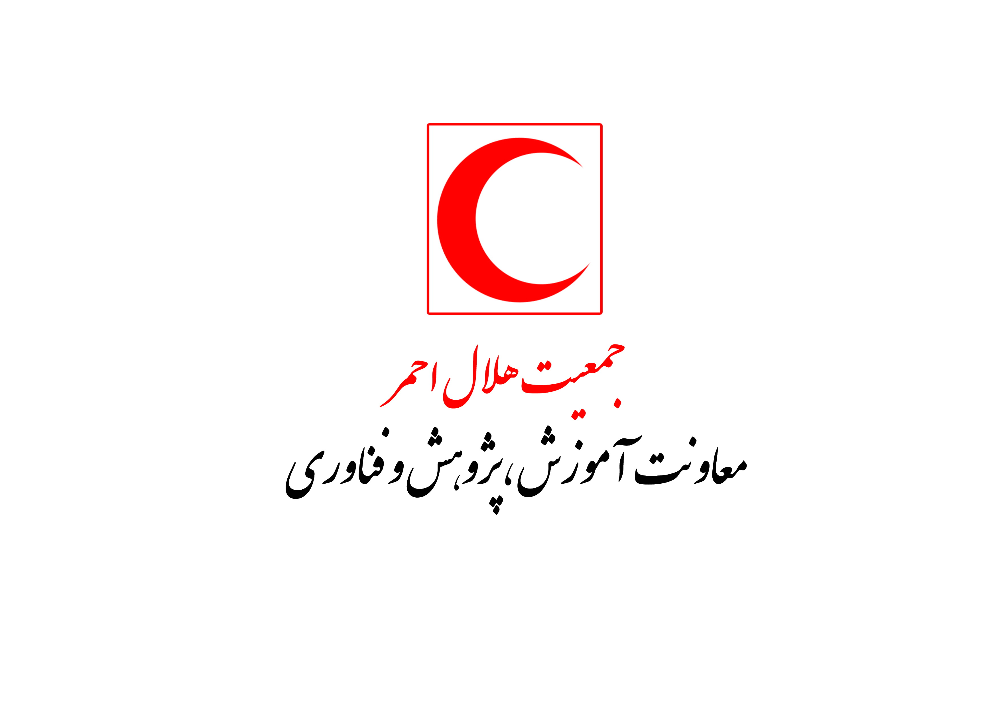 جمعیت هلال احمر
معاونت آموزش، پژوهش و فناوری